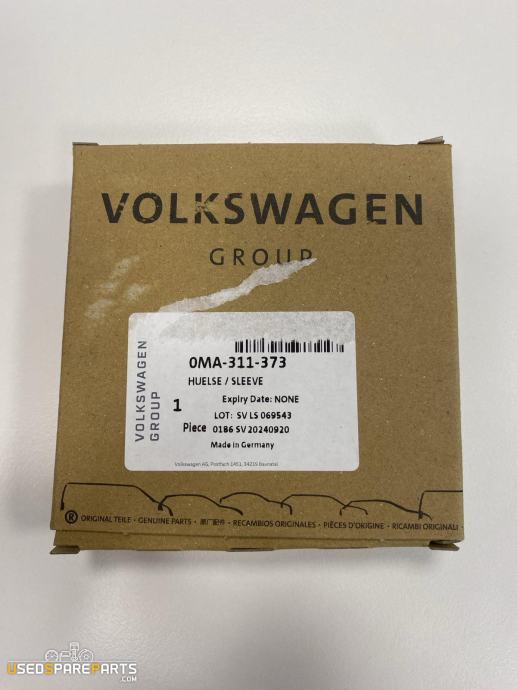 VOLKSWAGEN
GROUP
VOLKSWAGEN
GROUP
0MA-311-373
HUELSE / SLEEVE
1
Piece
Expiry Date: NONE
LOT: SV LS 069543
0186 SV 20240920
Made in Germany
Volkswagen AG, Postfach 1451, 34219 Baunatal
® ORIGINAL TEILE · GENUINE PARTS · 原厂配件 · RECAMBIOS ORIGINALES · PIÈCES D'ORIGINE · RICAMBI ORIGINALI
USEDSPAREPARTS.COM